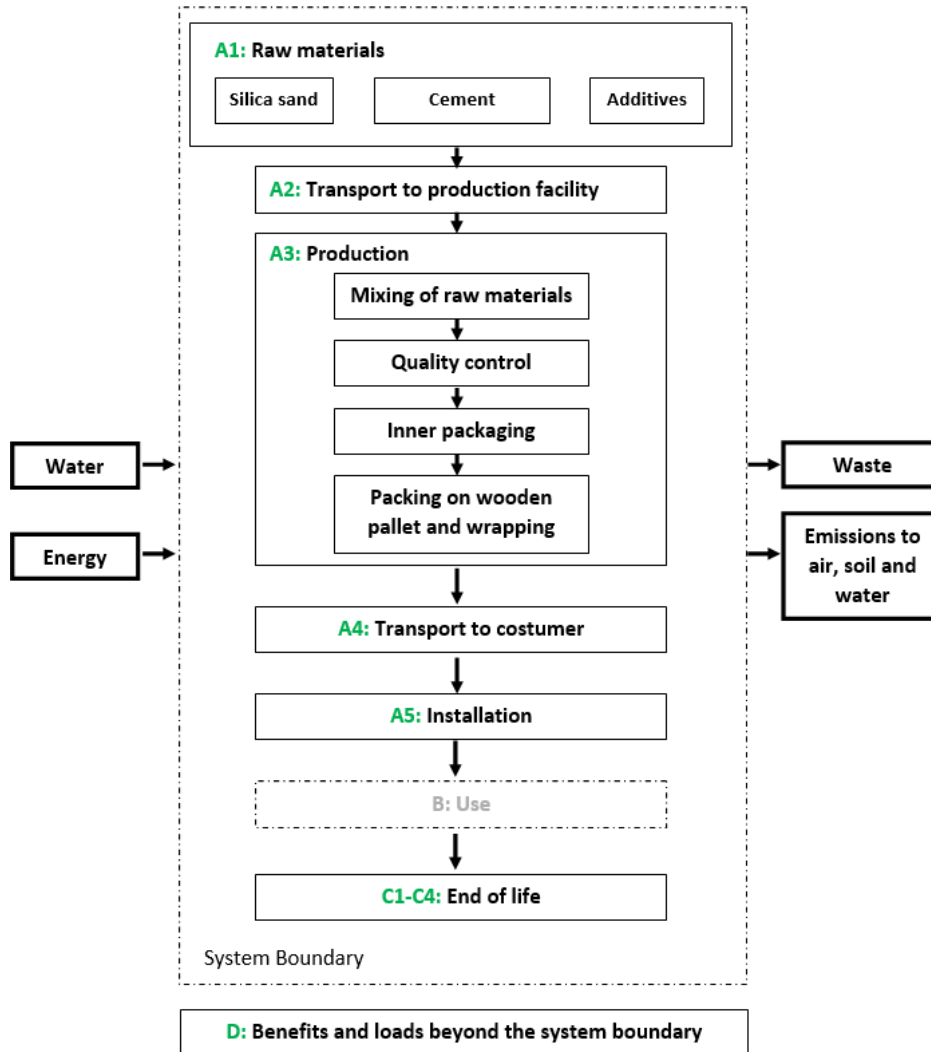 A1: Raw materials
Silica sand
Cement
Additives
A2: Transport to production facility
A3: Production
Mixing of raw materials
Quality control
Inner packaging
Packing on wooden
pallet and wrapping
Water
Energy
Waste
Emissions to
air, soil and
water
A4: Transport to costumer
A5: Installation
B: Use
C1-C4: End of life
System Boundary
D: Benefits and loads beyond the system boundary